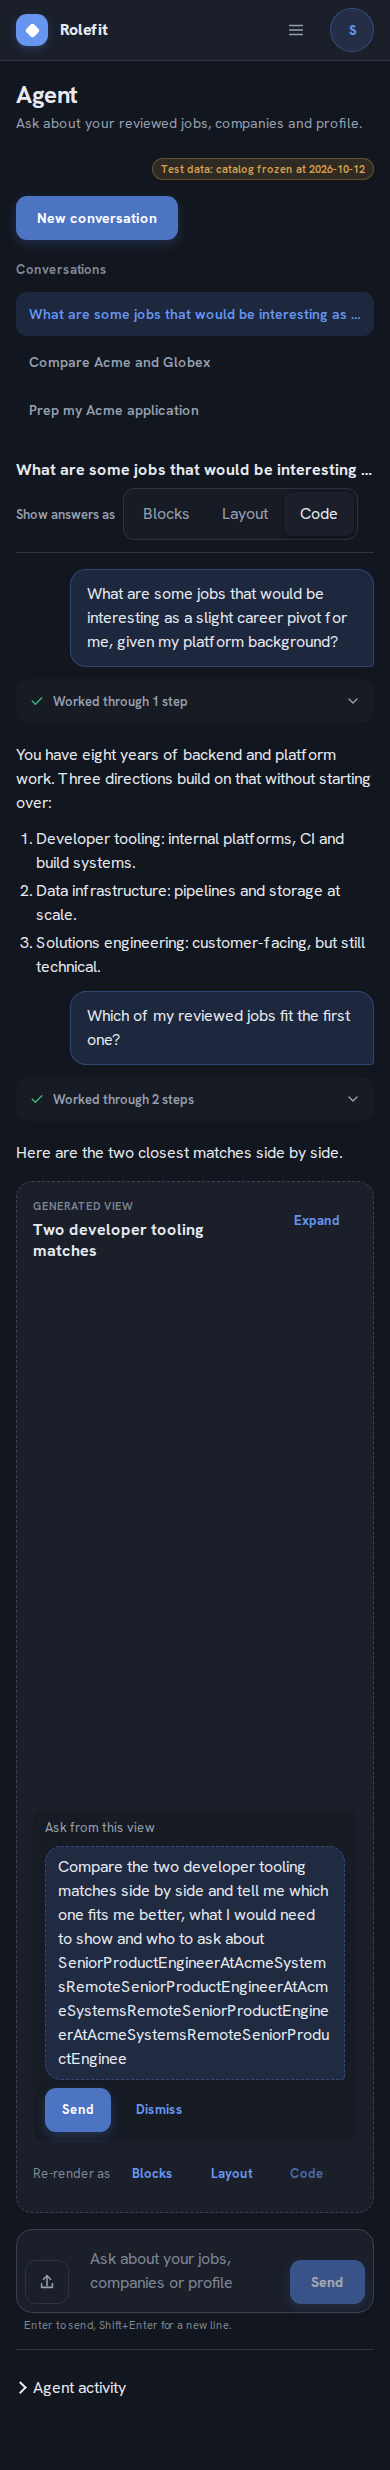 Rolefit
S
Agent
Ask about your reviewed jobs, companies and profile.
Test data: catalog frozen at 2026-10-12
New conversation
Conversations
What are some jobs that would be interesting as ...
Compare Acme and Globex
Prep my Acme application
What are some jobs that would be interesting ...
Show answers as
Blocks
Layout
Code
What are some jobs that would be
interesting as a slight career pivot for
me, given my platform background?
Worked through 1 step
You have eight years of backend and platform
work. Three directions build on that without starting
over:
1. Developer tooling: internal platforms, CI and
build systems.
2. Data infrastructure: pipelines and storage at
scale.
3. Solutions engineering: customer-facing, but still
technical.
Which of my reviewed jobs fit the first
one?
Worked through 2 steps
Here are the two closest matches side by side.
GENERATED VIEW
Two developer tooling
matches
Expand
Ask from this view
Compare the two developer tooling
matches side by side and tell me which
one fits me better, what I would need
to show and who to ask about
SeniorProductEngineerAtAcmeSystem
sRemoteSeniorProductEngineerAtAcm
eSystemsRemoteSeniorProductEngine
erAtAcmeSystemsRemoteSeniorProdu
ctEnginee
Send
Dismiss
Re-render as
Blocks
Layout
Code
Ask about your jobs,
companies or profile
Send
Enter to send, Shift+Enter for a new line.
Agent activity